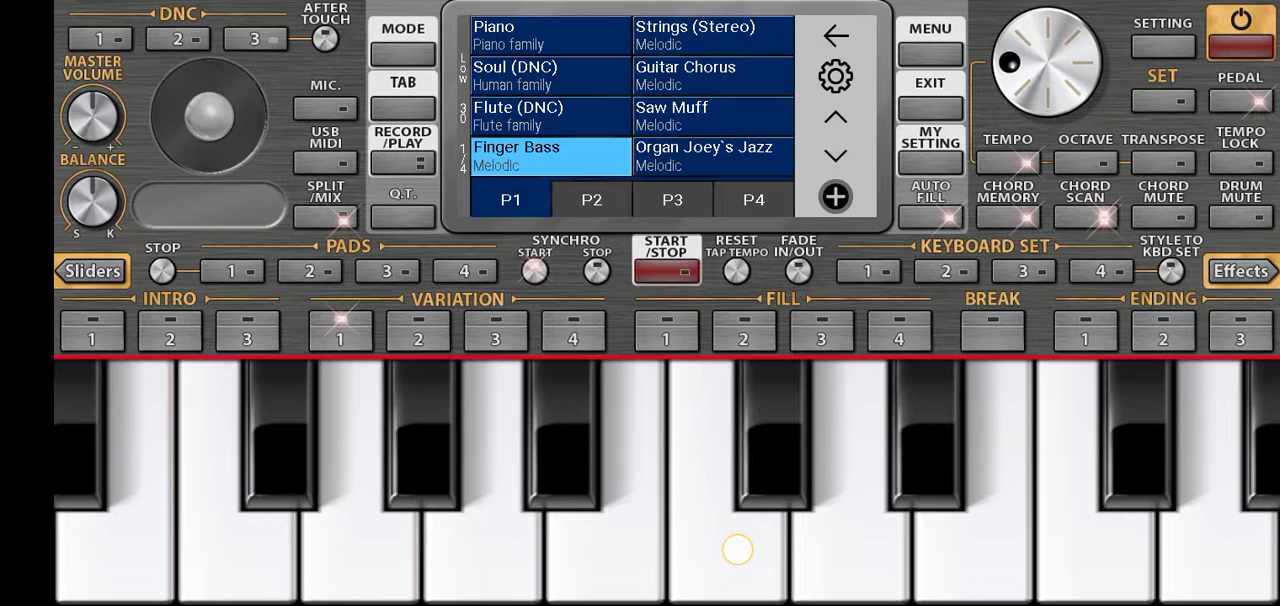 DNC
AFTER
TOUCH
1
2
3
MASTER
VOLUME
-
+
BALANCE
S
K
MIC.
USB
MIDI
SPLIT
/MIX
MODE
TAB
RECORD
/PLAY
Q.T.
Low
30
1/4
Piano
Piano family
Strings (Stereo)
Melodic
Soul (DNC)
Human family
Guitar Chorus
Melodic
Flute (DNC)
Flute family
Saw Muff
Melodic
Finger Bass
Melodic
Organ Joey`s Jazz
Melodic
P1
P2
P3
P4
MENU
EXIT
MY
SETTING
AUTO
FILL
SETTING
SET
PEDAL
TEMPO
OCTAVE
TRANSPOSE
TEMPO
LOCK
CHORD
MEMORY
CHORD
SCAN
CHORD
MUTE
DRUM
MUTE
Sliders
STOP
PADS
1
2
3
4
SYNCHRO
START
STOP
START
/STOP
RESET
TAP TEMPO
FADE
IN/OUT
KEYBOARD SET
1
2
3
4
STYLE TO
KBD SET
Effects
INTRO
1
2
3
VARIATION
1
2
3
4
FILL
1
2
3
4
BREAK
ENDING
1
2
3